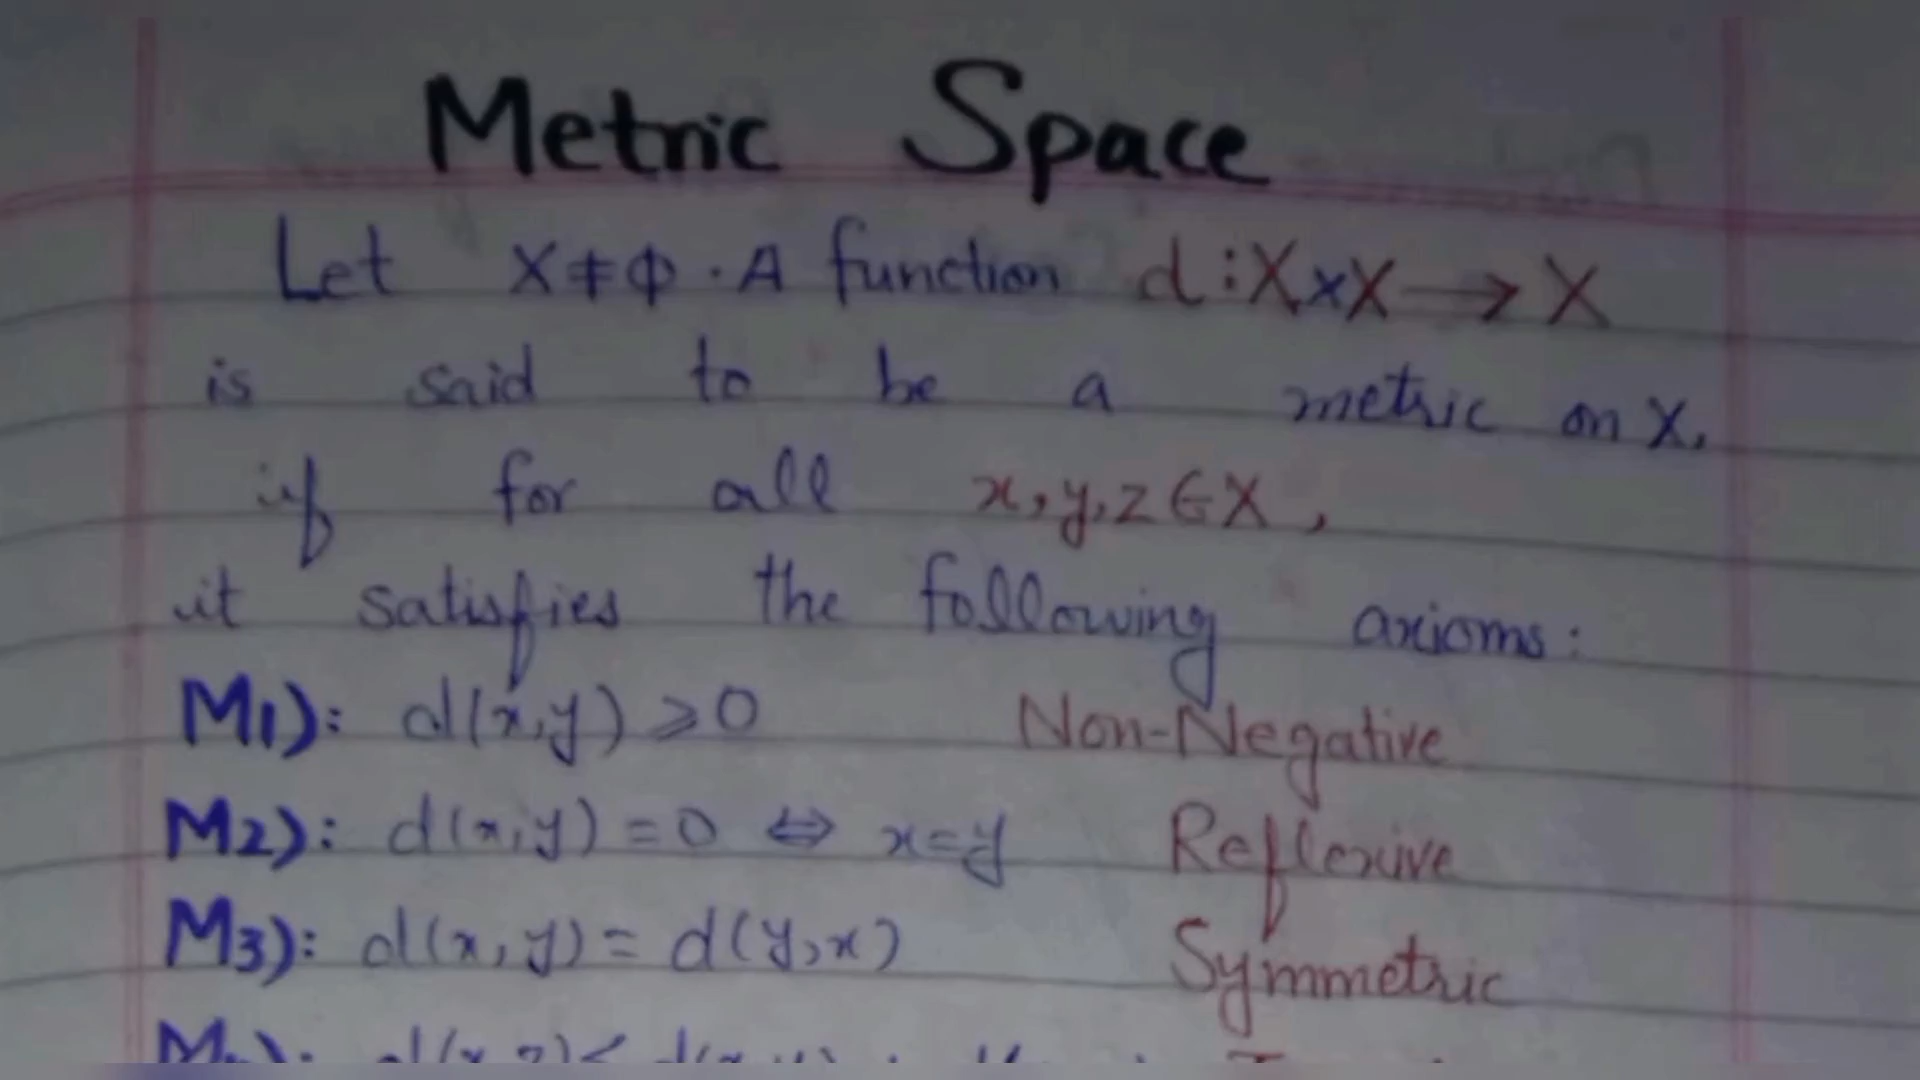 Metric Space
Let X≠Φ. A function d:X×X→X
is said to be a metric on X,
if for all x,y,z∈X,
it satisfies the following axioms:
M1): d(x,y)⩾0 Non-Negative
M2): d(x,y)=0 ⇔ x=y Reflexive
M3): d(x,y)=d(y,x) Symmetric